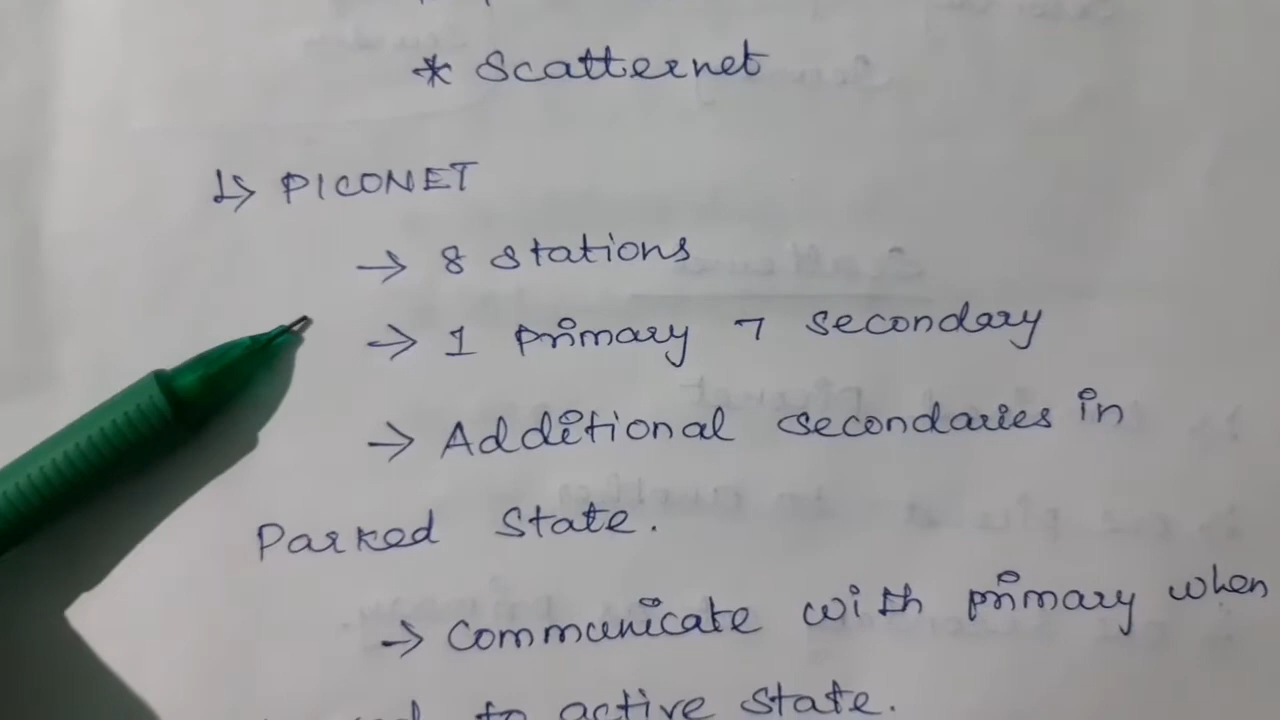 * Scatternet
1> PICONET
→ 8 stations
→ 1 primary 7 secondary
→ Additional secondaries in
Parked State.
→ Communicate with primary when
to active state.